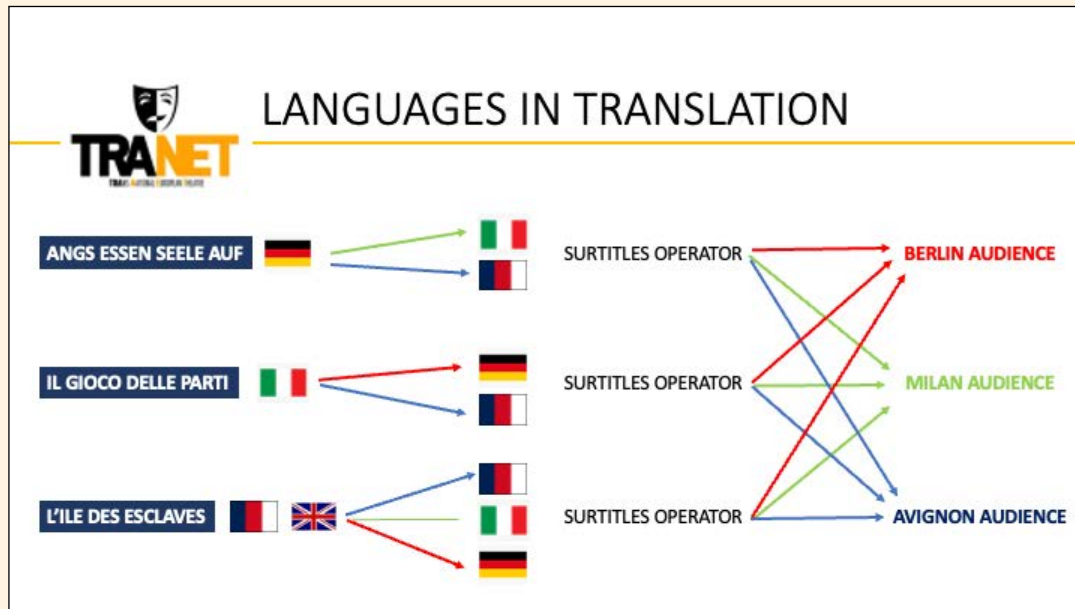 LANGUAGES IN TRANSLATION
TRANET
ANGS ESSEN SEELE AUF
SURTITLES OPERATOR
BERLIN AUDIENCE
IL GIOCO DELLE PARTI
SURTITLES OPERATOR
MILAN AUDIENCE
L'ILE DES ESCLAVES
SURTITLES OPERATOR
AVIGNON AUDIENCE